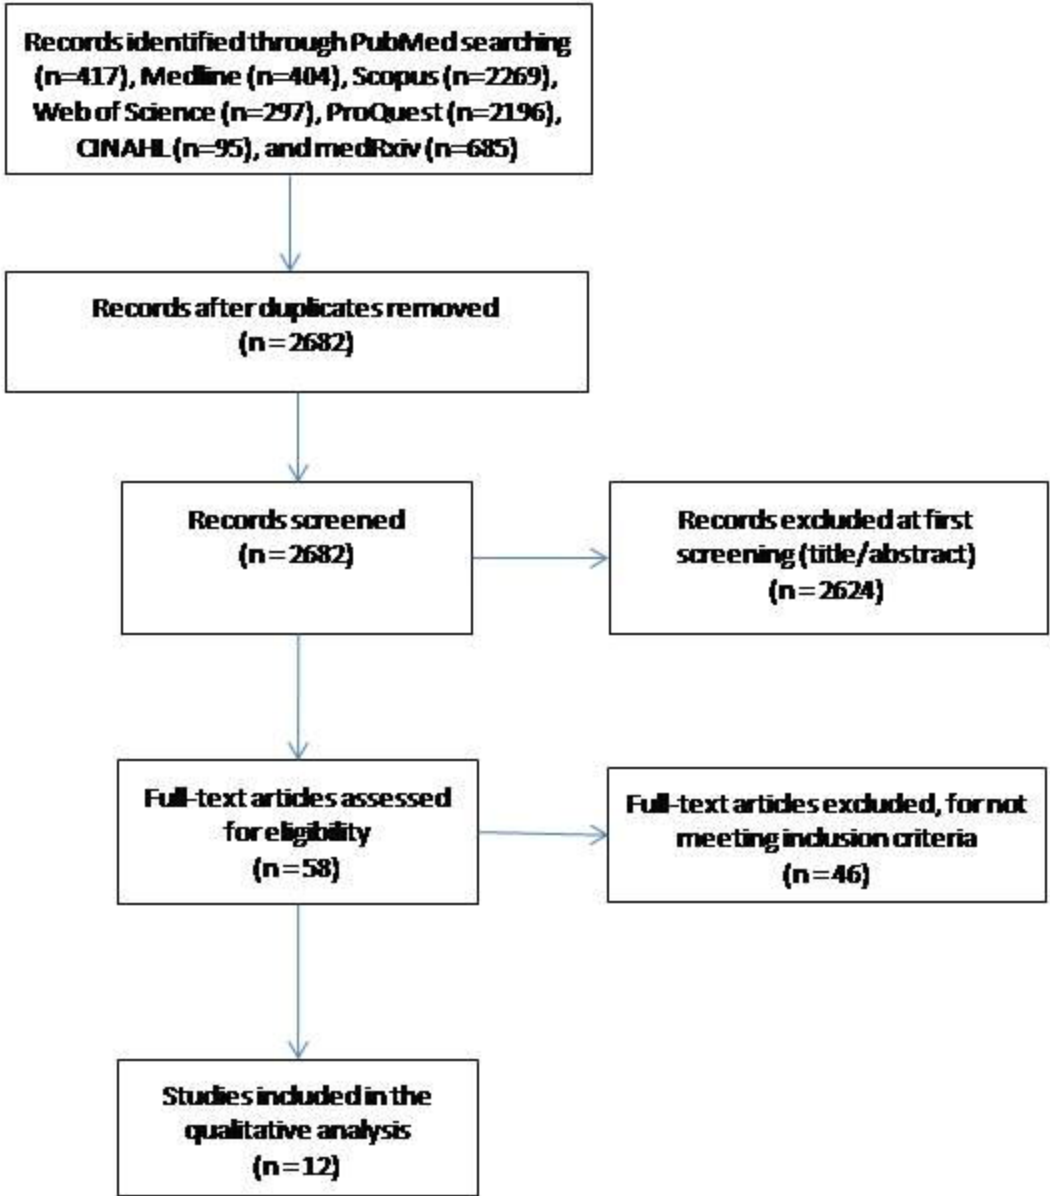 Records identified through PubMed searching
(n=417), Medline (n=404), Scopus (n=2269),
Web of Science (n=297), ProQuest (n=2196),
CINAHL (n=95), and medRxiv (n=685)
Records after duplicates removed
(n = 2682)
Records screened
(n = 2682)
Records excluded at first
screening (title/abstract)
(n = 2624)
Full-text articles assessed
for eligibility
(n = 58)
Full-text articles excluded, for not
meeting inclusion criteria
(n = 46)
Studies included in the
qualitative analysis
(n = 12)